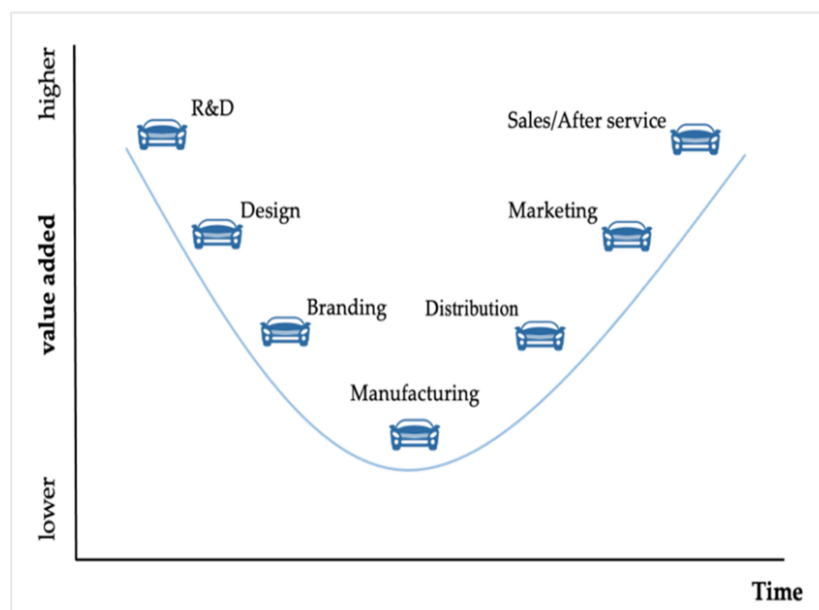 higher
R&D
Sales/After service
Design
Marketing
value added
Branding
Distribution
Manufacturing
lower
Time